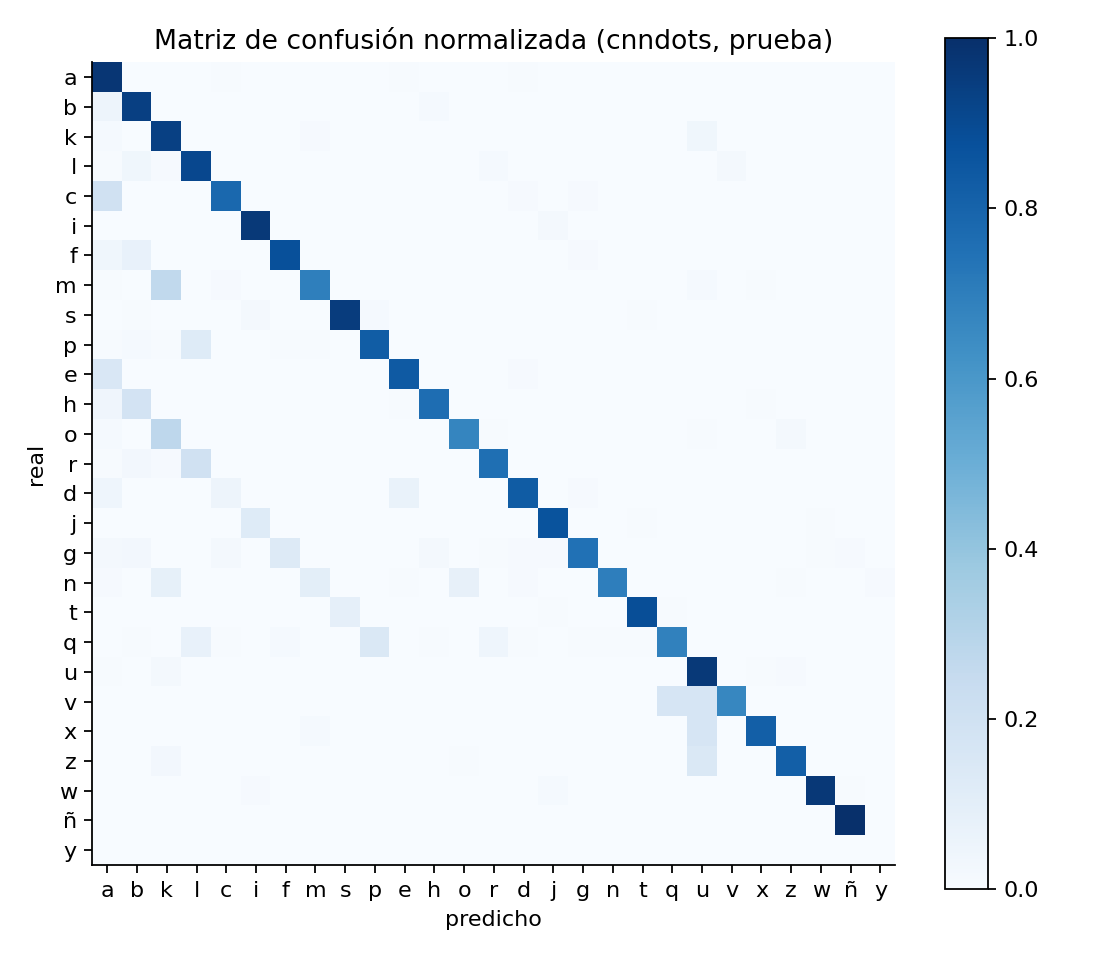 Matriz de confusión normalizada (cnndots, prueba)
real
a
b
k
l
c
i
f
m
s
p
e
h
o
r
d
j
g
n
t
q
u
v
x
z
w
ñ
y
a b k l c i f m s p e h o r d j g n t q u v x z w ñ y
predicho
1.0
0.8
0.6
0.4
0.2
0.0